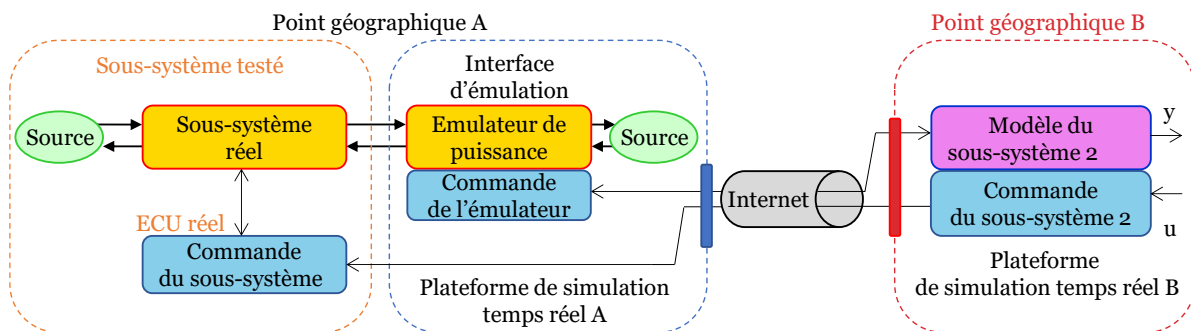 Point géographique A
Point géographique B
Sous-système testé
Interface
d'émulation
Source
Sous-système
réel
Emulateur de
puissance
Source
Modèle du
sous-système 2
y
Commande
de l'émulateur
Internet
Commande
du sous-système 2
u
ECU réel
Commande
du sous-système
Plateforme de simulation
temps réel A
Plateforme
de simulation temps réel B